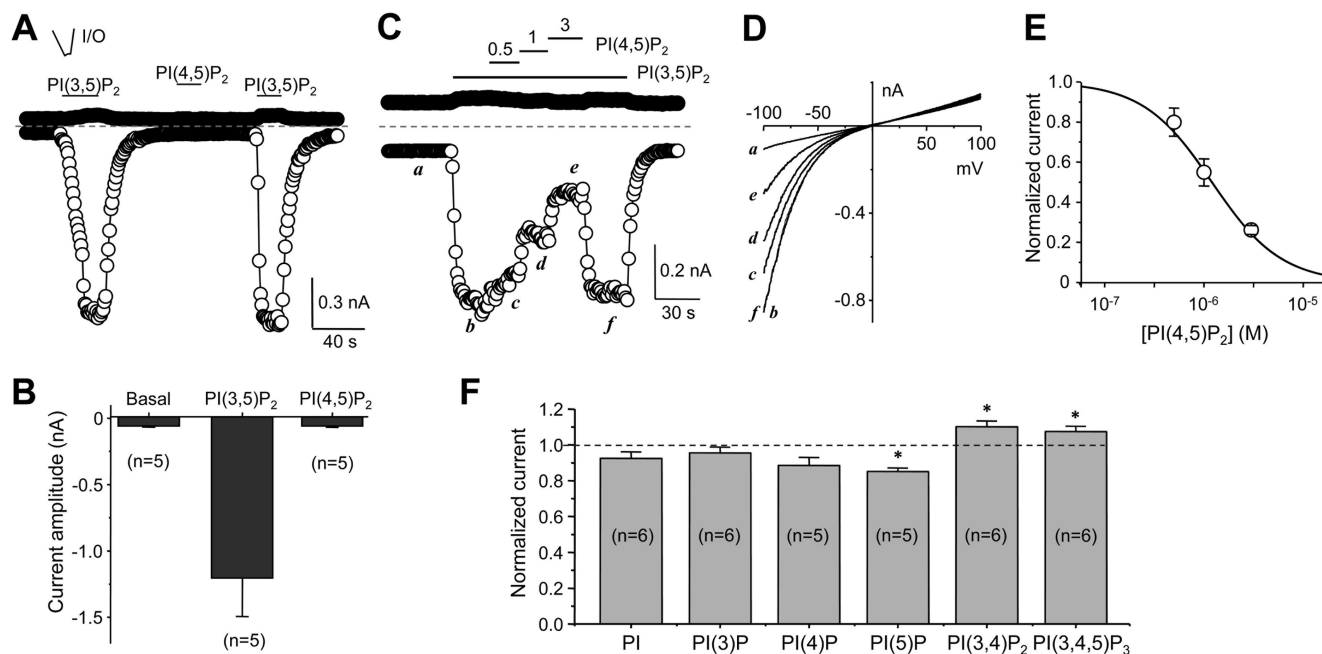 A
I/O
PI(3,5)P2
PI(4,5)P2
PI(3,5)P2
0.3 nA
40 s
C
0.5
1
3
PI(4,5)P2
PI(3,5)P2
a
b
c
d
e
f
0.2 nA
30 s
D
nA
-100
-50
50
100
mV
a
e
d
c
f b
-0.4
-0.8
E
Normalized current
1.0
0.8
0.6
0.4
0.2
0
10-7
10-6
10-5
[PI(4,5)P2] (M)
B
Current amplitude (nA)
Basal
PI(3,5)P2
PI(4,5)P2
0
-0.5
-1.0
-1.5
(n=5)
(n=5)
(n=5)
F
Normalized current
1.2
1.0
0.8
0.6
0.4
0.2
0.0
*
*
*
(n=6)
(n=6)
(n=5)
(n=5)
(n=6)
(n=6)
PI
PI(3)P
PI(4)P
PI(5)P
PI(3,4)P2
PI(3,4,5)P3